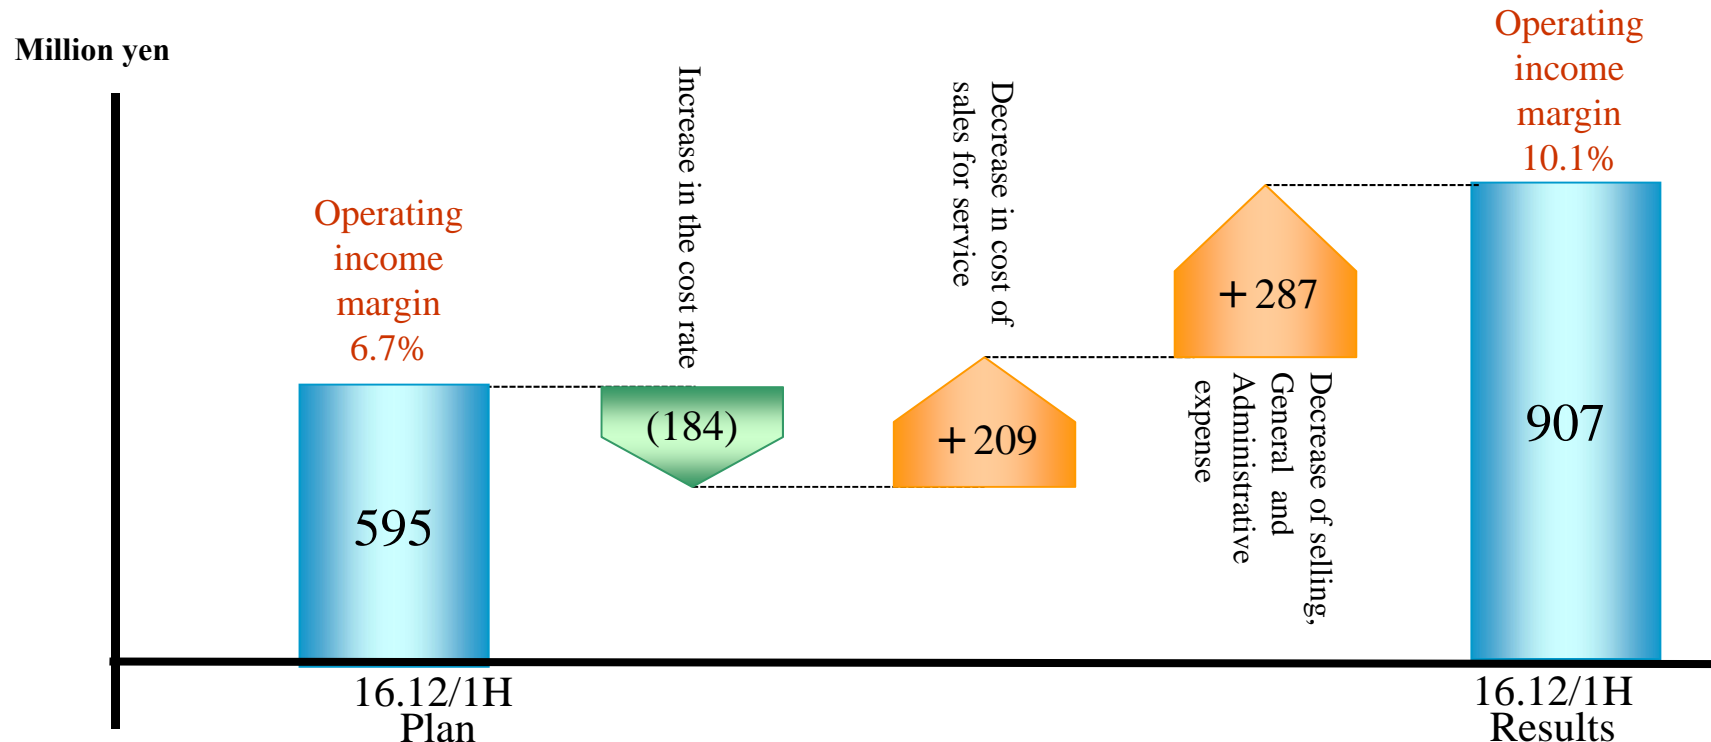 Million yen
Operating
income
margin
6.7%
595
16.12/1H
Plan
Increase in the cost rate
(184)
Decrease in cost of
sales for service
+209
+287
Decrease of selling,
General and
Administrative
expense
Operating
income
margin
10.1%
907
16.12/1H
Results